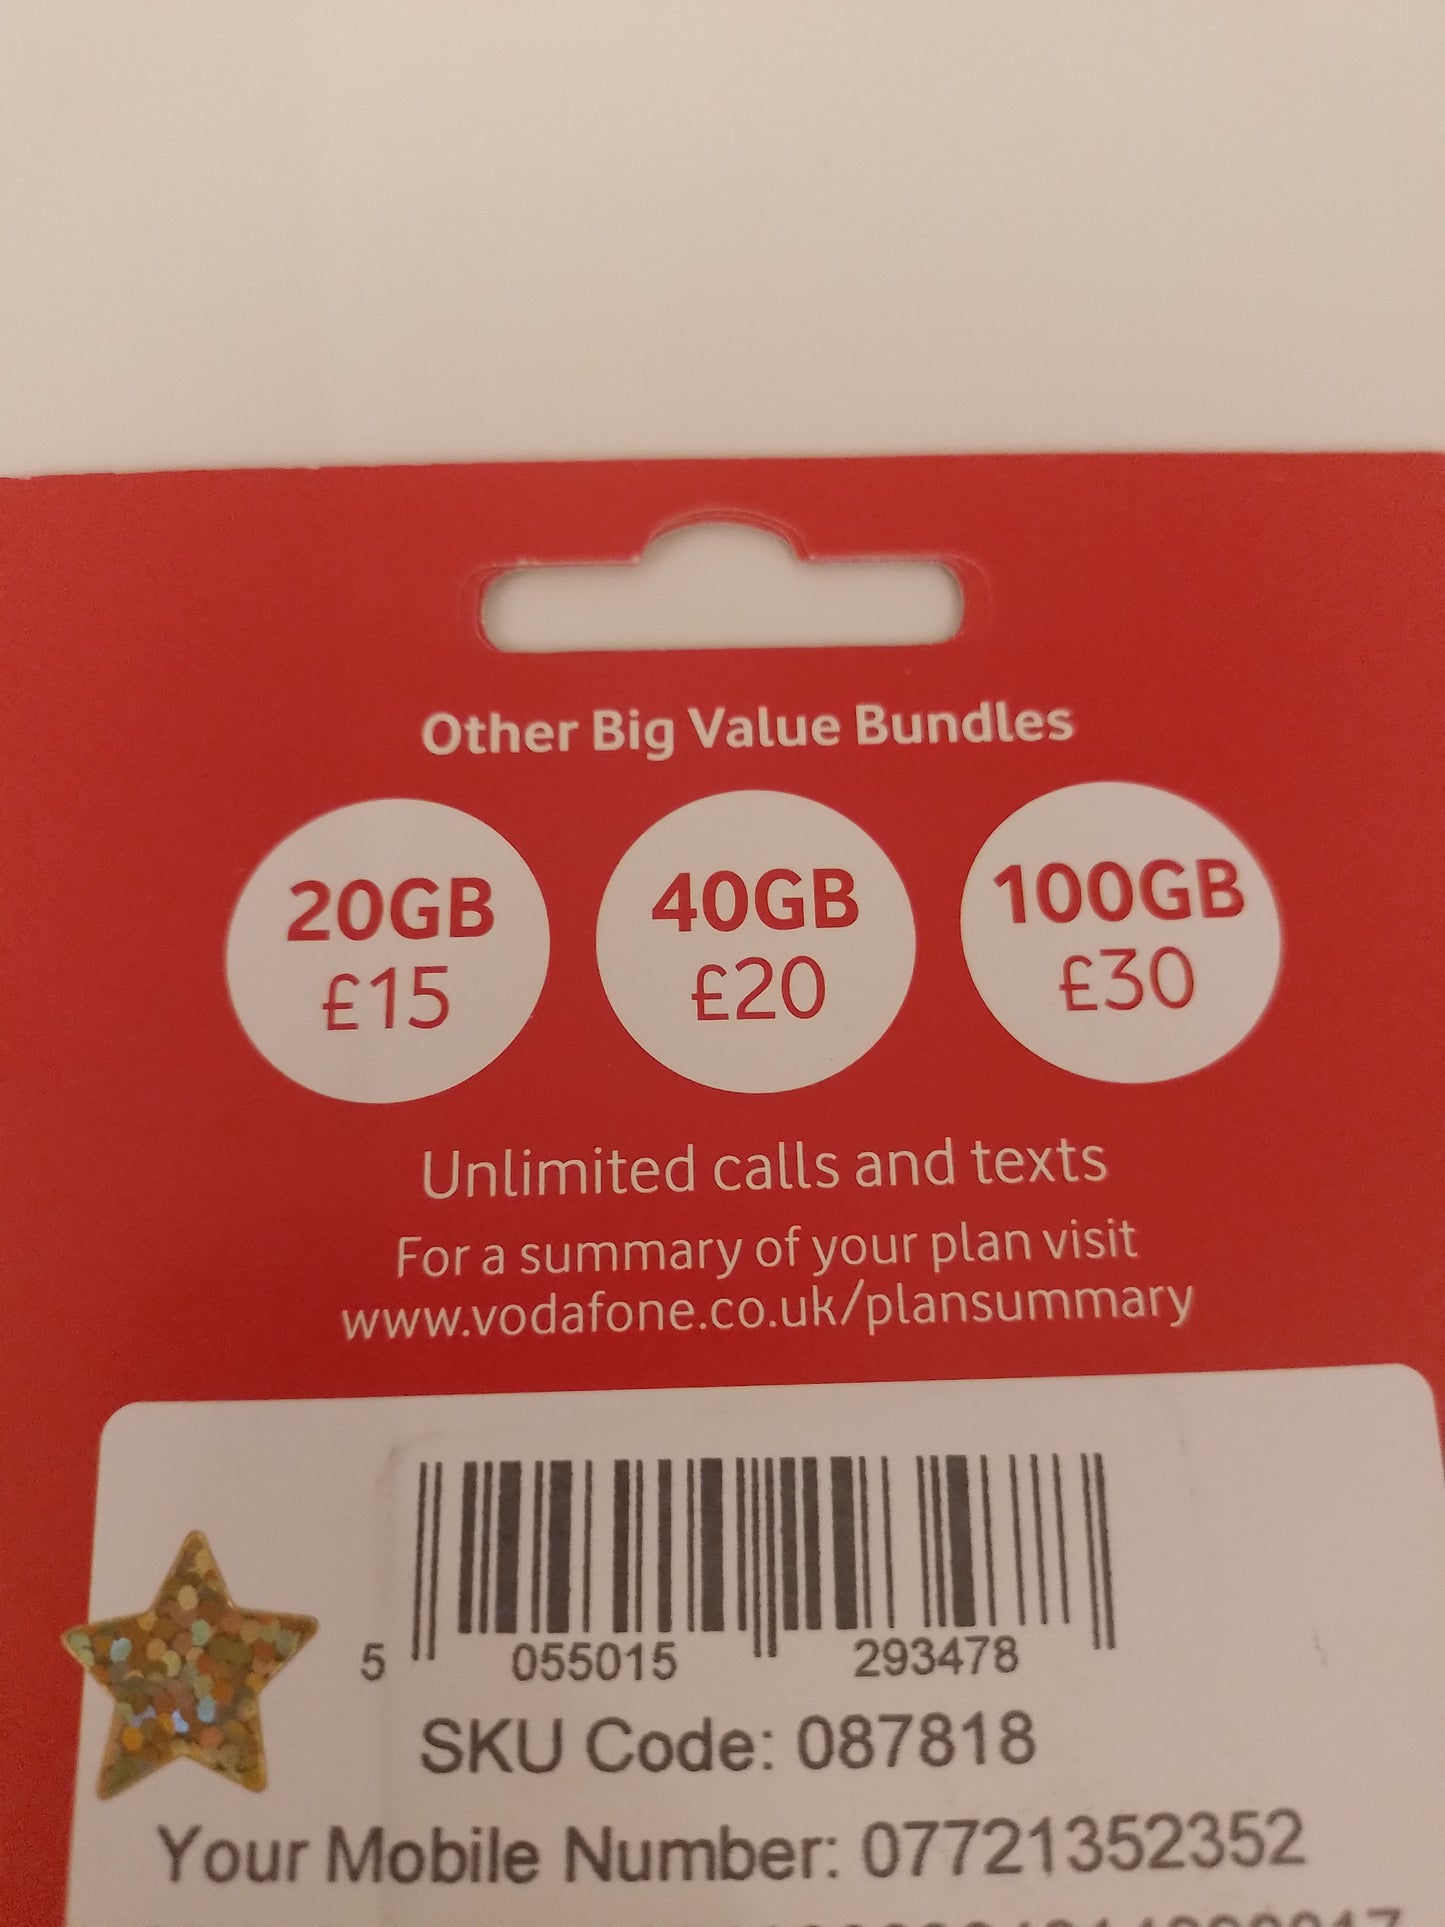 Other Big Value Bundles
20GB
£15
40GB
£20
100GB
£30
Unlimited calls and texts
For a summary of your plan visit
www.vodafone.co.uk/plansummary
5 055015 293478
SKU Code: 087818
Your Mobile Number: 07721352352